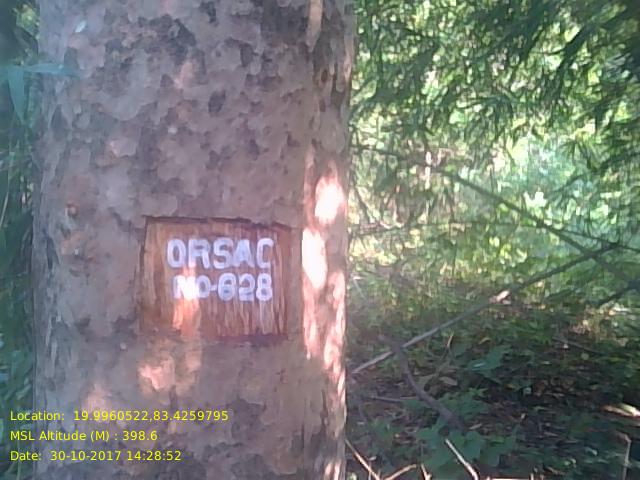 ORSAC
NO-628
Location: 19.9960522,83.4259795
MSL Altitude (M) : 398.6
Date: 30-10-2017 14:28:52